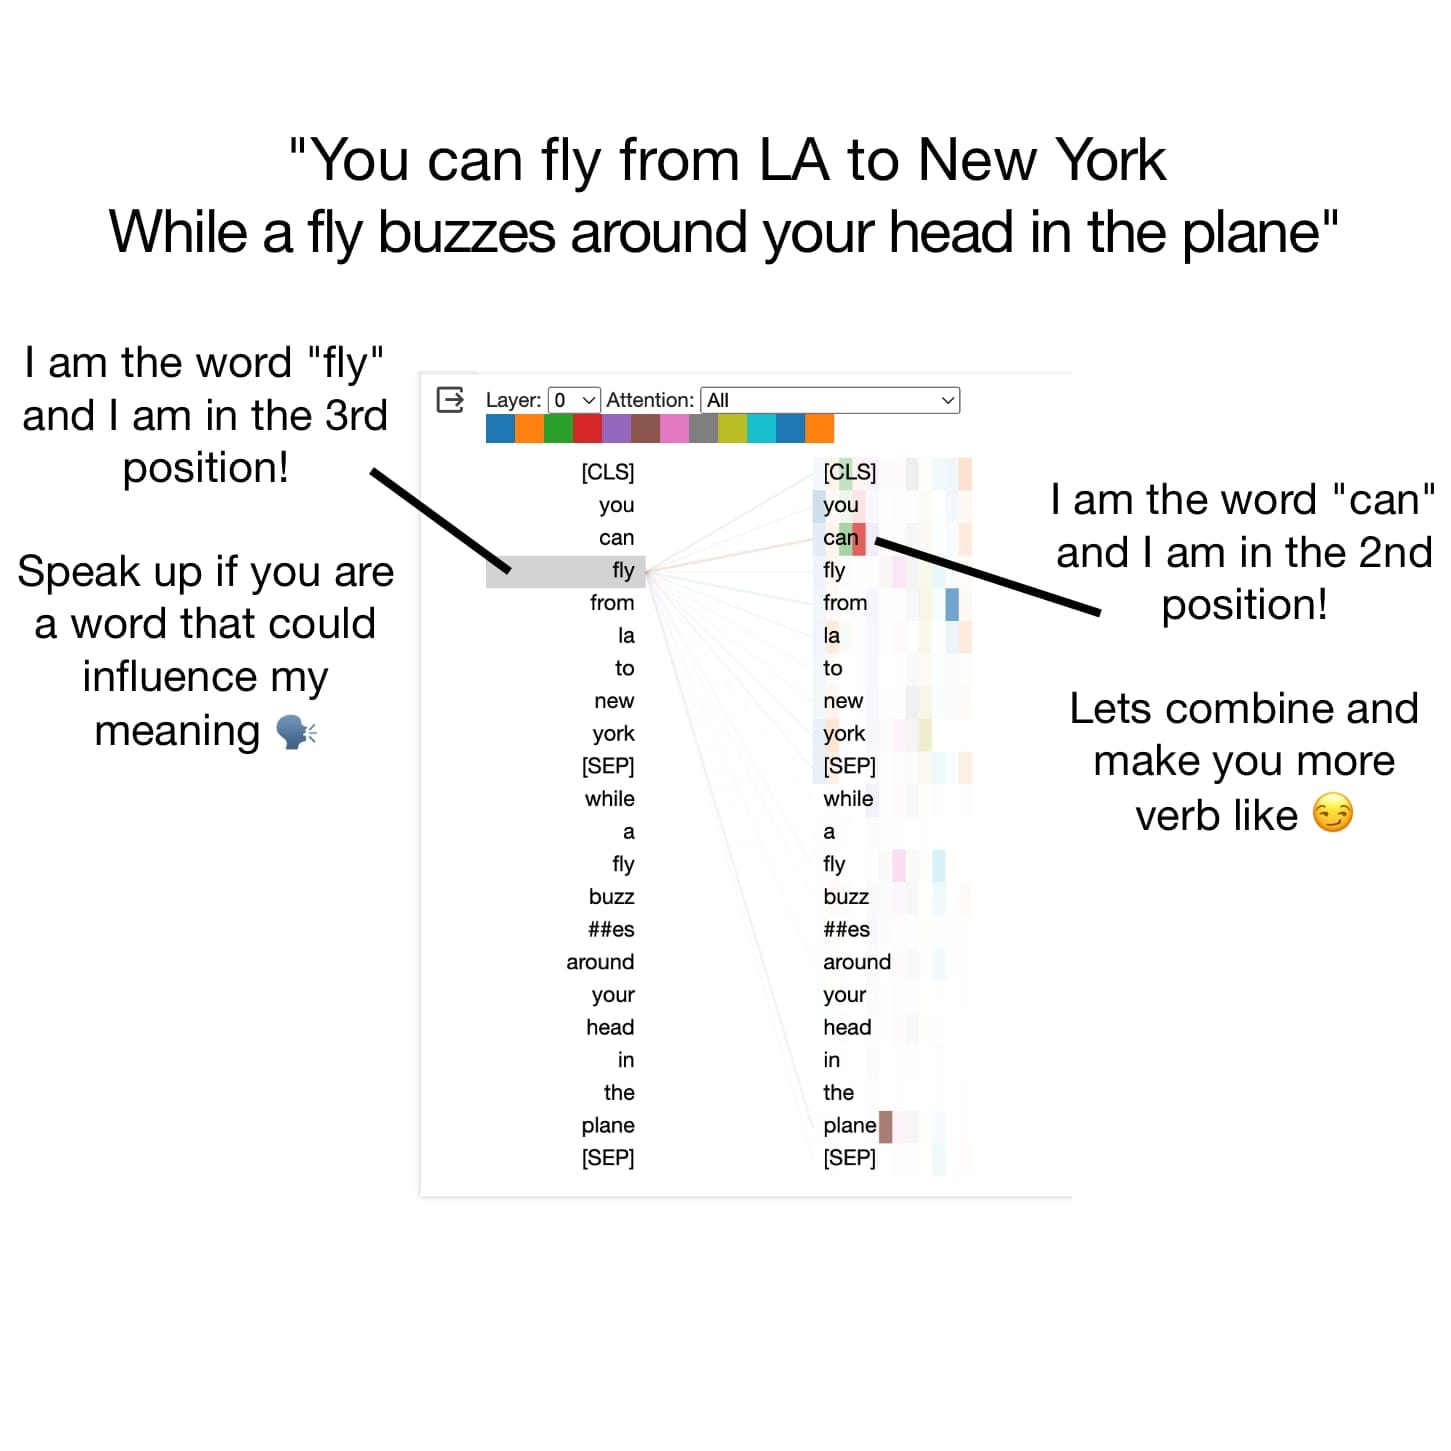 "You can fly from LA to New York
While a fly buzzes around your head in the plane"
I am the word "fly"
and I am in the 3rd
position!
Speak up if you are
a word that could
influence my
meaning 🗣️
Layer: 0 Attention: All
[CLS] [CLS]
you you
can can
fly fly
from from
la la
to to
new new
york york
[SEP] [SEP]
while while
a a
fly fly
buzz buzz
##es ##es
around around
your your
head head
in in
the the
plane plane
[SEP] [SEP]
I am the word "can"
and I am in the 2nd
position!
Lets combine and
make you more
verb like 😏